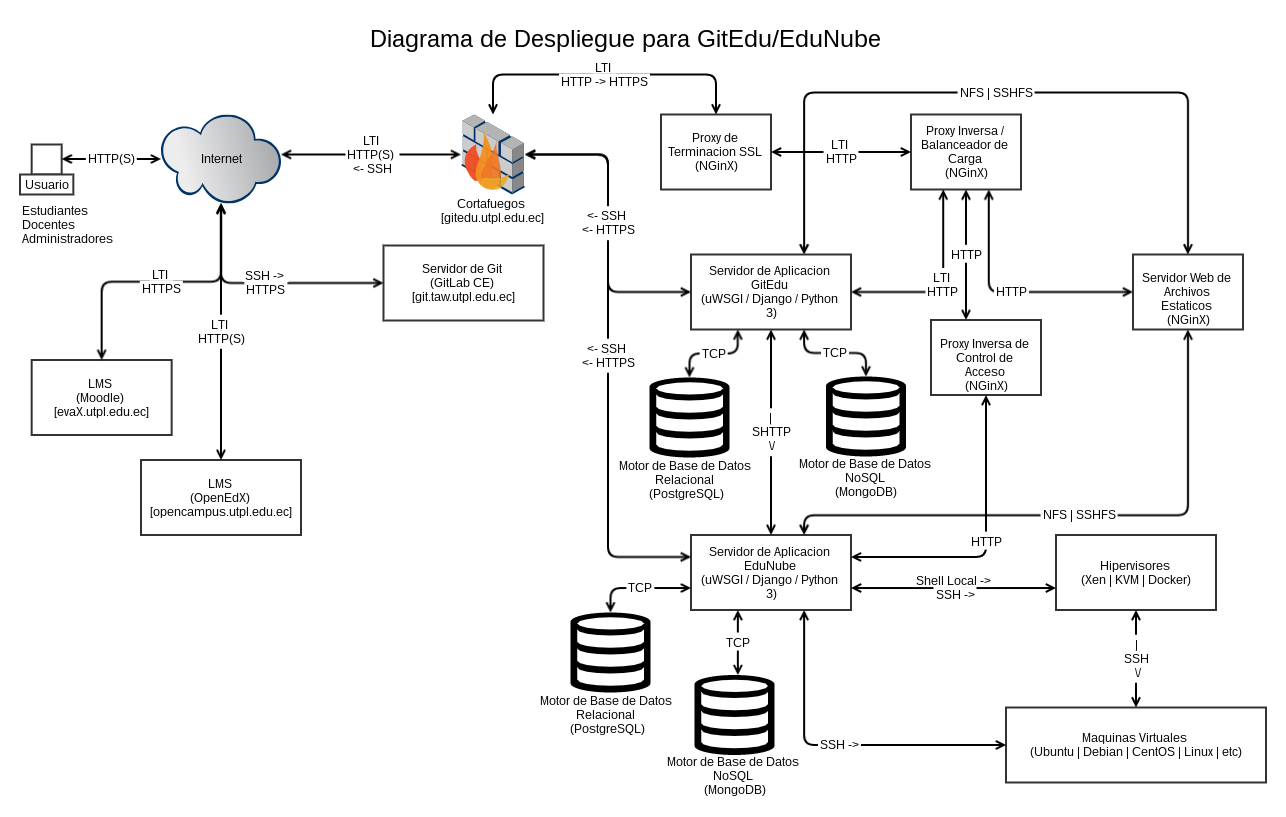 Diagrama de Despliegue para GitEdu/EduNube
LTI
HTTP -> HTTPS
NFS | SSHFS
Usuario
Estudiantes
Docentes
Administradores
HTTP(S)
Internet
LTI
HTTP(S)
<- SSH
Cortafuegos
[gitedu.utpl.edu.ec]
Proxy de
Terminacion SSL
(NGinX)
LTI
HTTP
Proxy Inversa /
Balanceador de
Carga
(NGinX)
<- SSH
<- HTTPS
LTI
HTTPS
SSH ->
HTTPS
Servidor de Git
(GitLab CE)
[git.taw.utpl.edu.ec]
Servidor de Aplicacion
GitEdu
(uWSGI / Django / Python
3)
LTI
HTTP
HTTP
HTTP
Servidor Web de
Archivos
Estaticos
(NGinX)
LTI
HTTP(S)
<- SSH
<- HTTPS
TCP
TCP
Proxy Inversa de
Control de
Acceso
(NGinX)
LMS
(Moodle)
[evaX.utpl.edu.ec]
|
SHTTP
\/
Motor de Base de Datos
Relacional
(PostgreSQL)
Motor de Base de Datos
NoSQL
(MongoDB)
LMS
(OpenEdX)
[opencampus.utpl.edu.ec]
NFS | SSHFS
HTTP
Servidor de Aplicacion
EduNube
(uWSGI / Django / Python
3)
Shell Local ->
SSH ->
Hipervisores
(Xen | KVM | Docker)
TCP
TCP
|
SSH
\/
Motor de Base de Datos
Relacional
(PostgreSQL)
Motor de Base de Datos
NoSQL
(MongoDB)
SSH ->
Maquinas Virtuales
(Ubuntu | Debian | CentOS | Linux | etc)